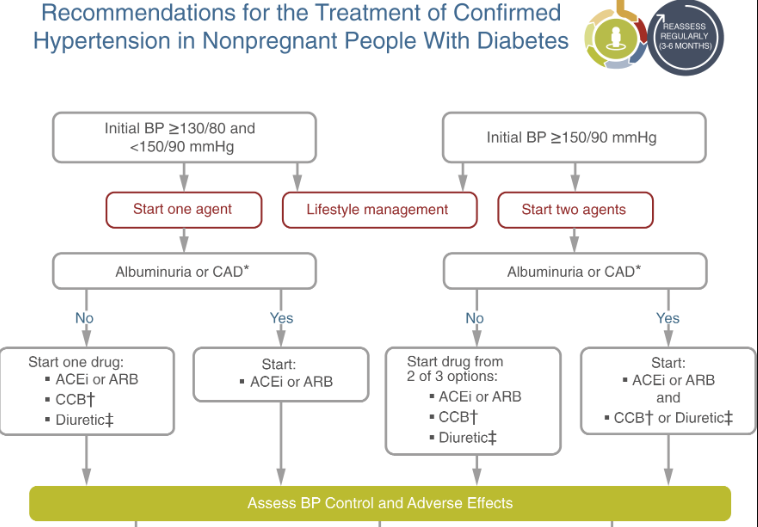 Recommendations for the Treatment of Confirmed
Hypertension in Nonpregnant People With Diabetes
REASSESS
REGULARLY
(3-6 MONTHS)
Initial BP ≥130/80 and
<150/90 mmHg
Initial BP ≥150/90 mmHg
Start one agent
Lifestyle management
Start two agents
Albuminuria or CAD*
Albuminuria or CAD*
No
Yes
No
Yes
Start one drug:
▪ ACEi or ARB
▪ CCB†
▪ Diuretic‡
Start:
▪ ACEi or ARB
Start drug from
2 of 3 options:
▪ ACEi or ARB
▪ CCB†
▪ Diuretic‡
Start:
▪ ACEi or ARB
and
▪ CCB† or Diuretic‡
Assess BP Control and Adverse Effects